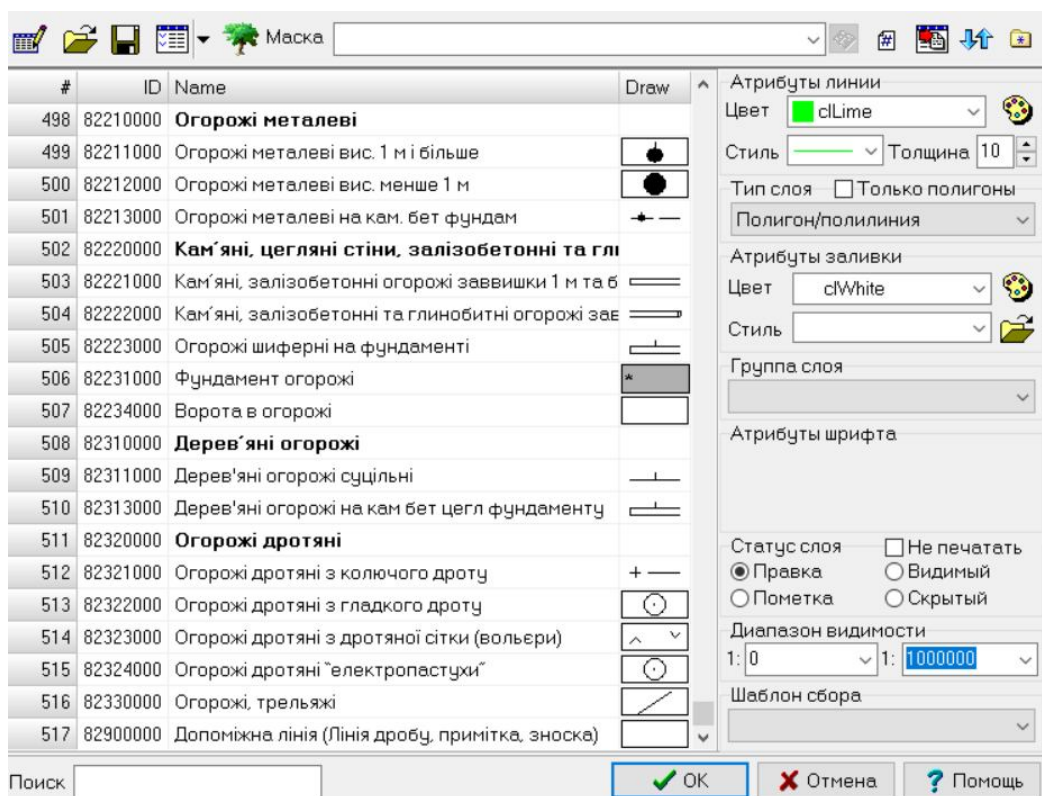 Маска
# ID Name Draw
498 82210000 Огорожі металеві
499 82211000 Огорожі металеві вис. 1 м і більше
500 82212000 Огорожі металеві вис. менше 1 м
501 82213000 Огорожі металеві на кам. бет фундам
502 82220000 Кам´яні, цегляні стіни, залізобетонні та гли
503 82221000 Кам´яні, залізобетонні огорожі заввишки 1 м та б
504 82222000 Кам´яні, залізобетонні та глинобитні огорожі зав
505 82223000 Огорожі шиферні на фундаменті
506 82231000 Фундамент огорожі *
507 82234000 Ворота в огорожі
508 82310000 Дерев´яні огорожі
509 82311000 Дерев'яні огорожі суцільні
510 82313000 Дерев'яні огорожі на кам бет цегл фундаменту
511 82320000 Огорожі дротяні
512 82321000 Огорожі дротяні з колючого дроту
513 82322000 Огорожі дротяні з гладкого дроту
514 82323000 Огорожі дротяні з дротяної сітки (вольєри)
515 82324000 Огорожі дротяні "електропастухи"
516 82330000 Огорожі, трельяжі
517 82900000 Допоміжна лінія (Лінія дробу, примітка, зноска)
Атрибуты линии
Цвет clLime
Стиль Толщина 10
Тип слоя Только полигоны
Полигон/полилиния
Атрибуты заливки
Цвет clWhite
Стиль
Группа слоя
Атрибуты шрифта
Статус слоя Не печатать
Правка Видимый
Пометка Скрытый
Диапазон видимости
1: 0 1: 1000000
Шаблон сбора
Поиск OK Отмена Помощь